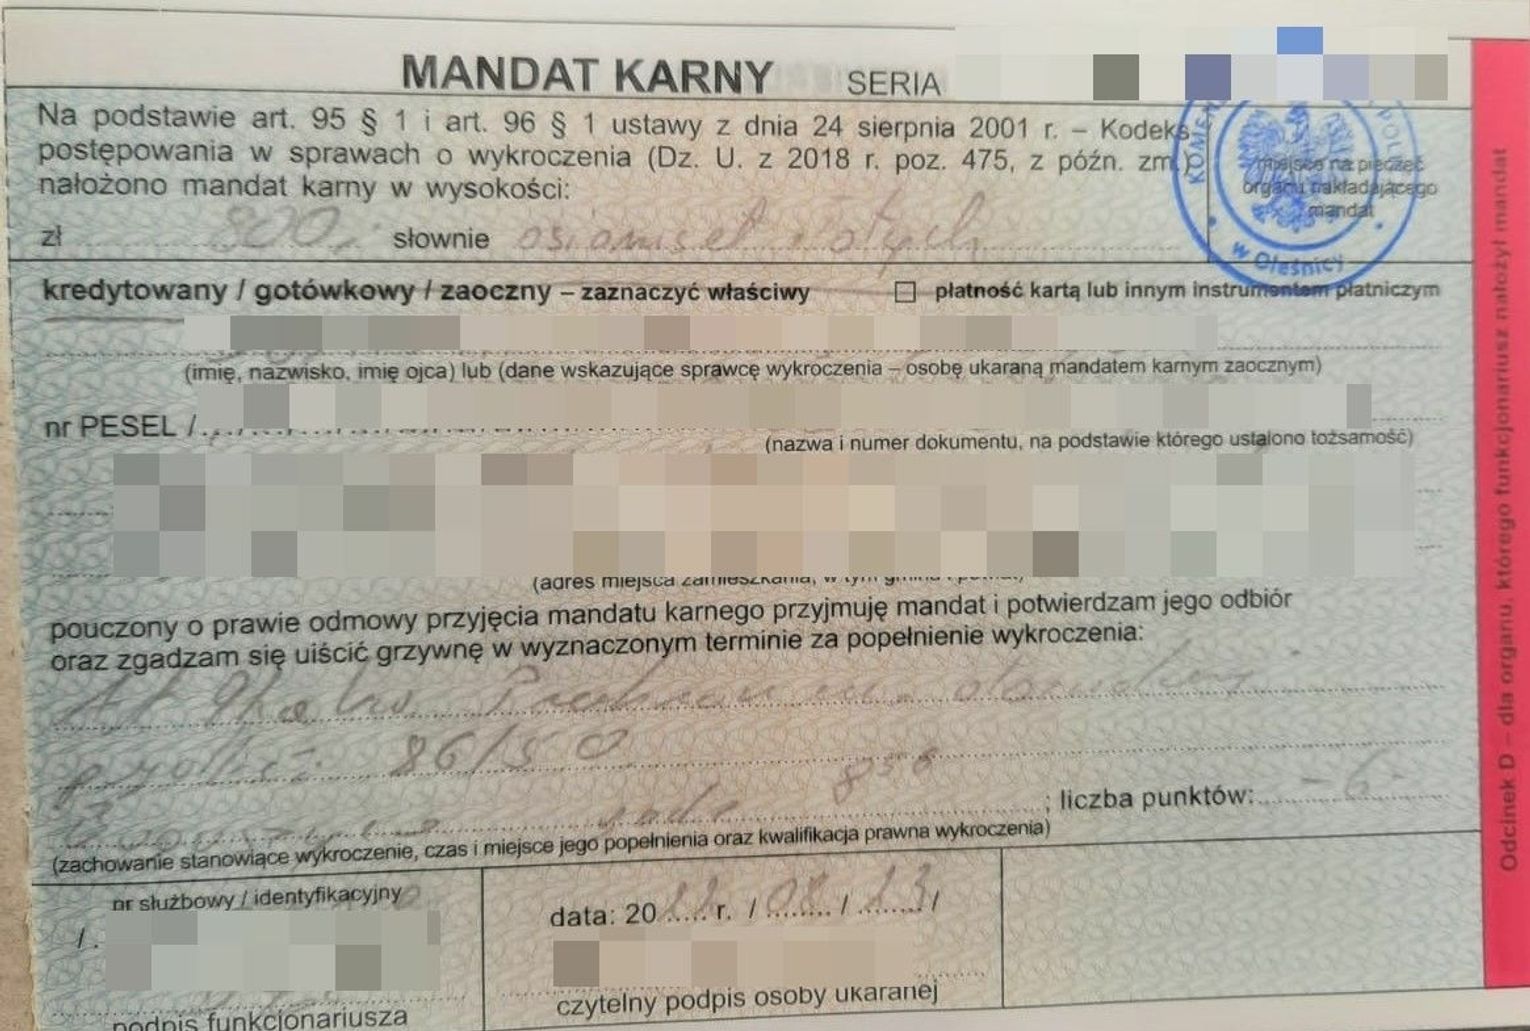 MANDAT KARNY SERIA
Na podstawie art. 95 § 1 i art. 96 § 1 ustawy z dnia 24 sierpnia 2001 r. – Kodeks
postępowania w sprawach o wykroczenia (Dz. U. z 2018 r. poz. 475, z późn. zm.)
nałożono mandat karny w wysokości:
miejsce na pieczęć
organu nakładającego
mandat
w Oleśnicy
zł 800,- słownie osiemset złotych
kredytowany / gotówkowy / zaoczny – zaznaczyć właściwy
płatność kartą lub innym instrumentem płatniczym
(imię, nazwisko, imię ojca) lub (dane wskazujące sprawcę wykroczenia – osobę ukaraną mandatem karnym zaocznym)
nr PESEL /
(nazwa i numer dokumentu, na podstawie którego ustalono tożsamość)
(adres miejsca zamieszkania, w tym gmina i powiat)
pouczony o prawie odmowy przyjęcia mandatu karnego przyjmuję mandat i potwierdzam jego odbiór
oraz zgadzam się uiścić grzywnę w wyznaczonym terminie za popełnienie wykroczenia:
86/50
8 50 ; liczba punktów: - 6 -
(zachowanie stanowiące wykroczenie, czas i miejsce jego popełnienia oraz kwalifikacja prawna wykroczenia)
nr służbowy / identyfikacyjny
data: 20 r. / 08 /
podpis funkcjonariusza
czytelny podpis osoby ukaranej
Odcinek D – dla organu, którego funkcjonariusz nałożył mandat